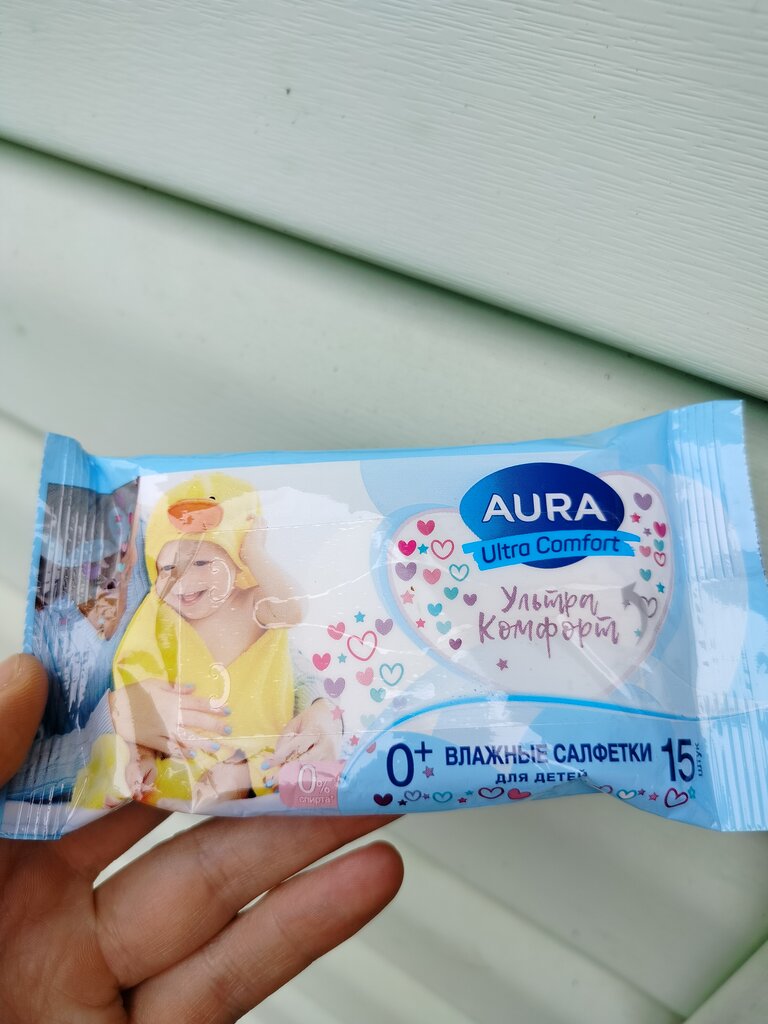 AURA
Ultra Comfort
Ультра
Комфорт
0+ ВЛАЖНЫЕ САЛФЕТКИ 15 штук
ДЛЯ ДЕТЕЙ
0%
спирта*